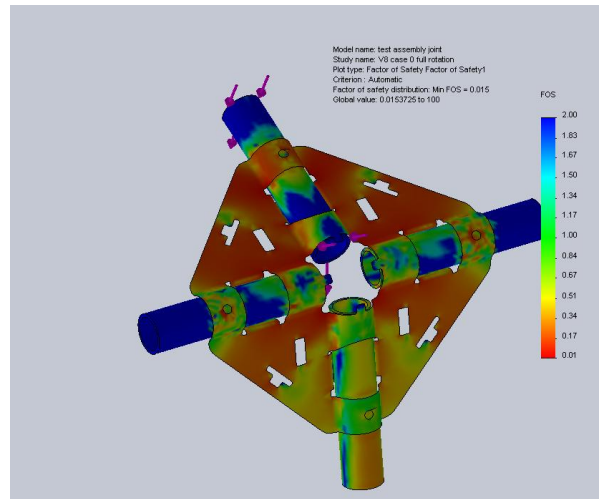 Model name: test assembly joint
Study name: V8 case 0 full rotation
Plot type: Factor of Safety Factor of Safety1
Criterion : Automatic
Factor of safety distribution: Min FOS = 0.015
Global value: 0.0153725 to 100
FOS
2.00
1.83
1.67
1.50
1.34
1.17
1.00
0.84
0.67
0.51
0.34
0.17
0.01